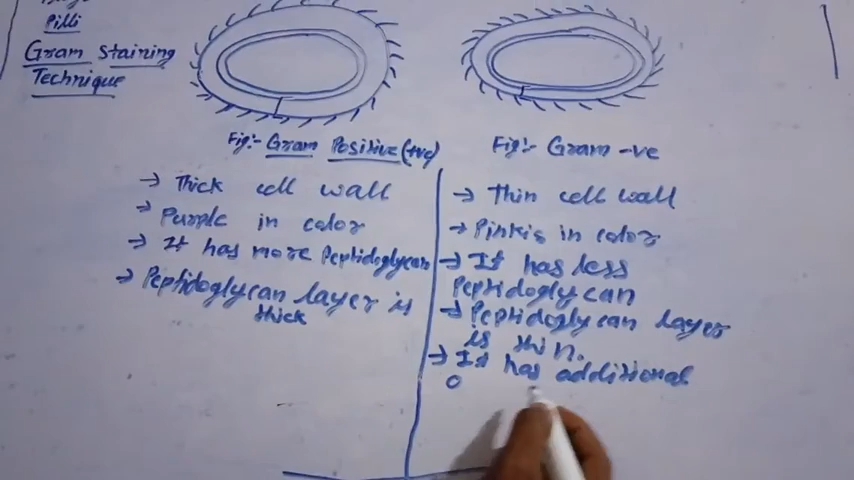 Pilli
Gram Staining
Technique
Fig:- Gram Positive (+ve)
→ Thick cell wall
→ Purple in color
→ It has more Peptidoglycan
→ Peptidoglycan layer is
thick
Fig:- Gram -ve
→ Thin cell wall
→ Pinkis in color
→ It has less
Peptidoglycan
→ Peptidoglycan layer
is thin.
→ It has additional
o